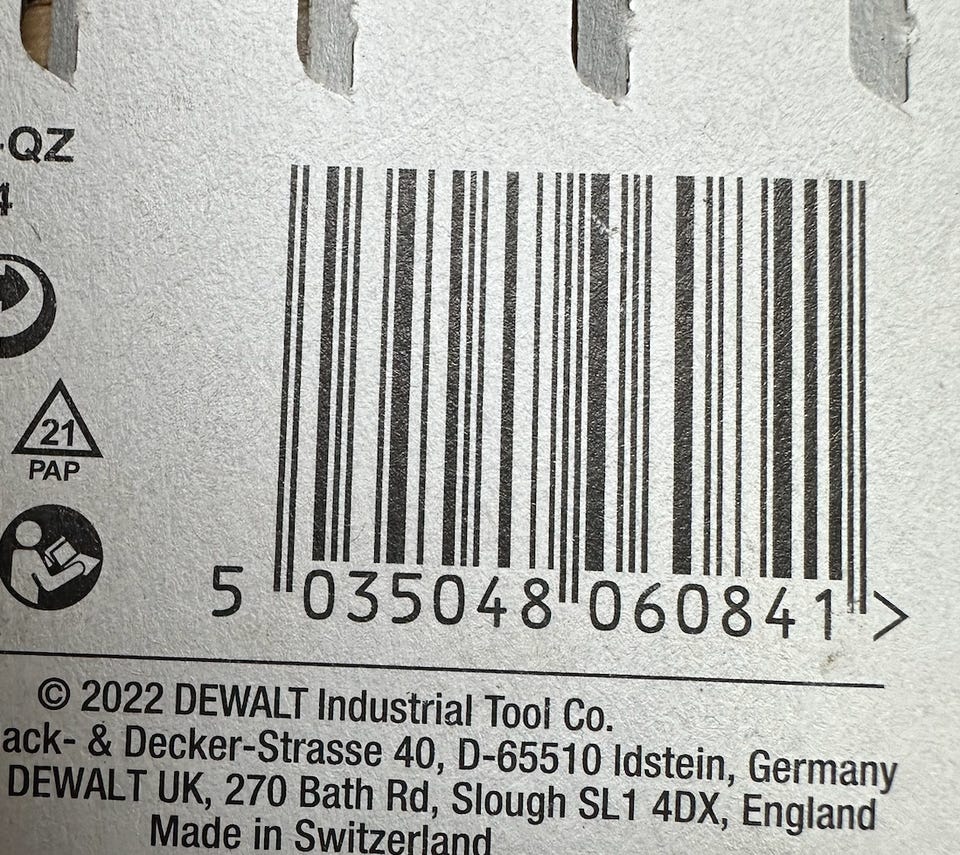 -QZ
4
21
PAP
5 035048 060841 >
© 2022 DEWALT Industrial Tool Co.
ack- & Decker-Strasse 40, D-65510 Idstein, Germany
DEWALT UK, 270 Bath Rd, Slough SL1 4DX, England
Made in Switzerland